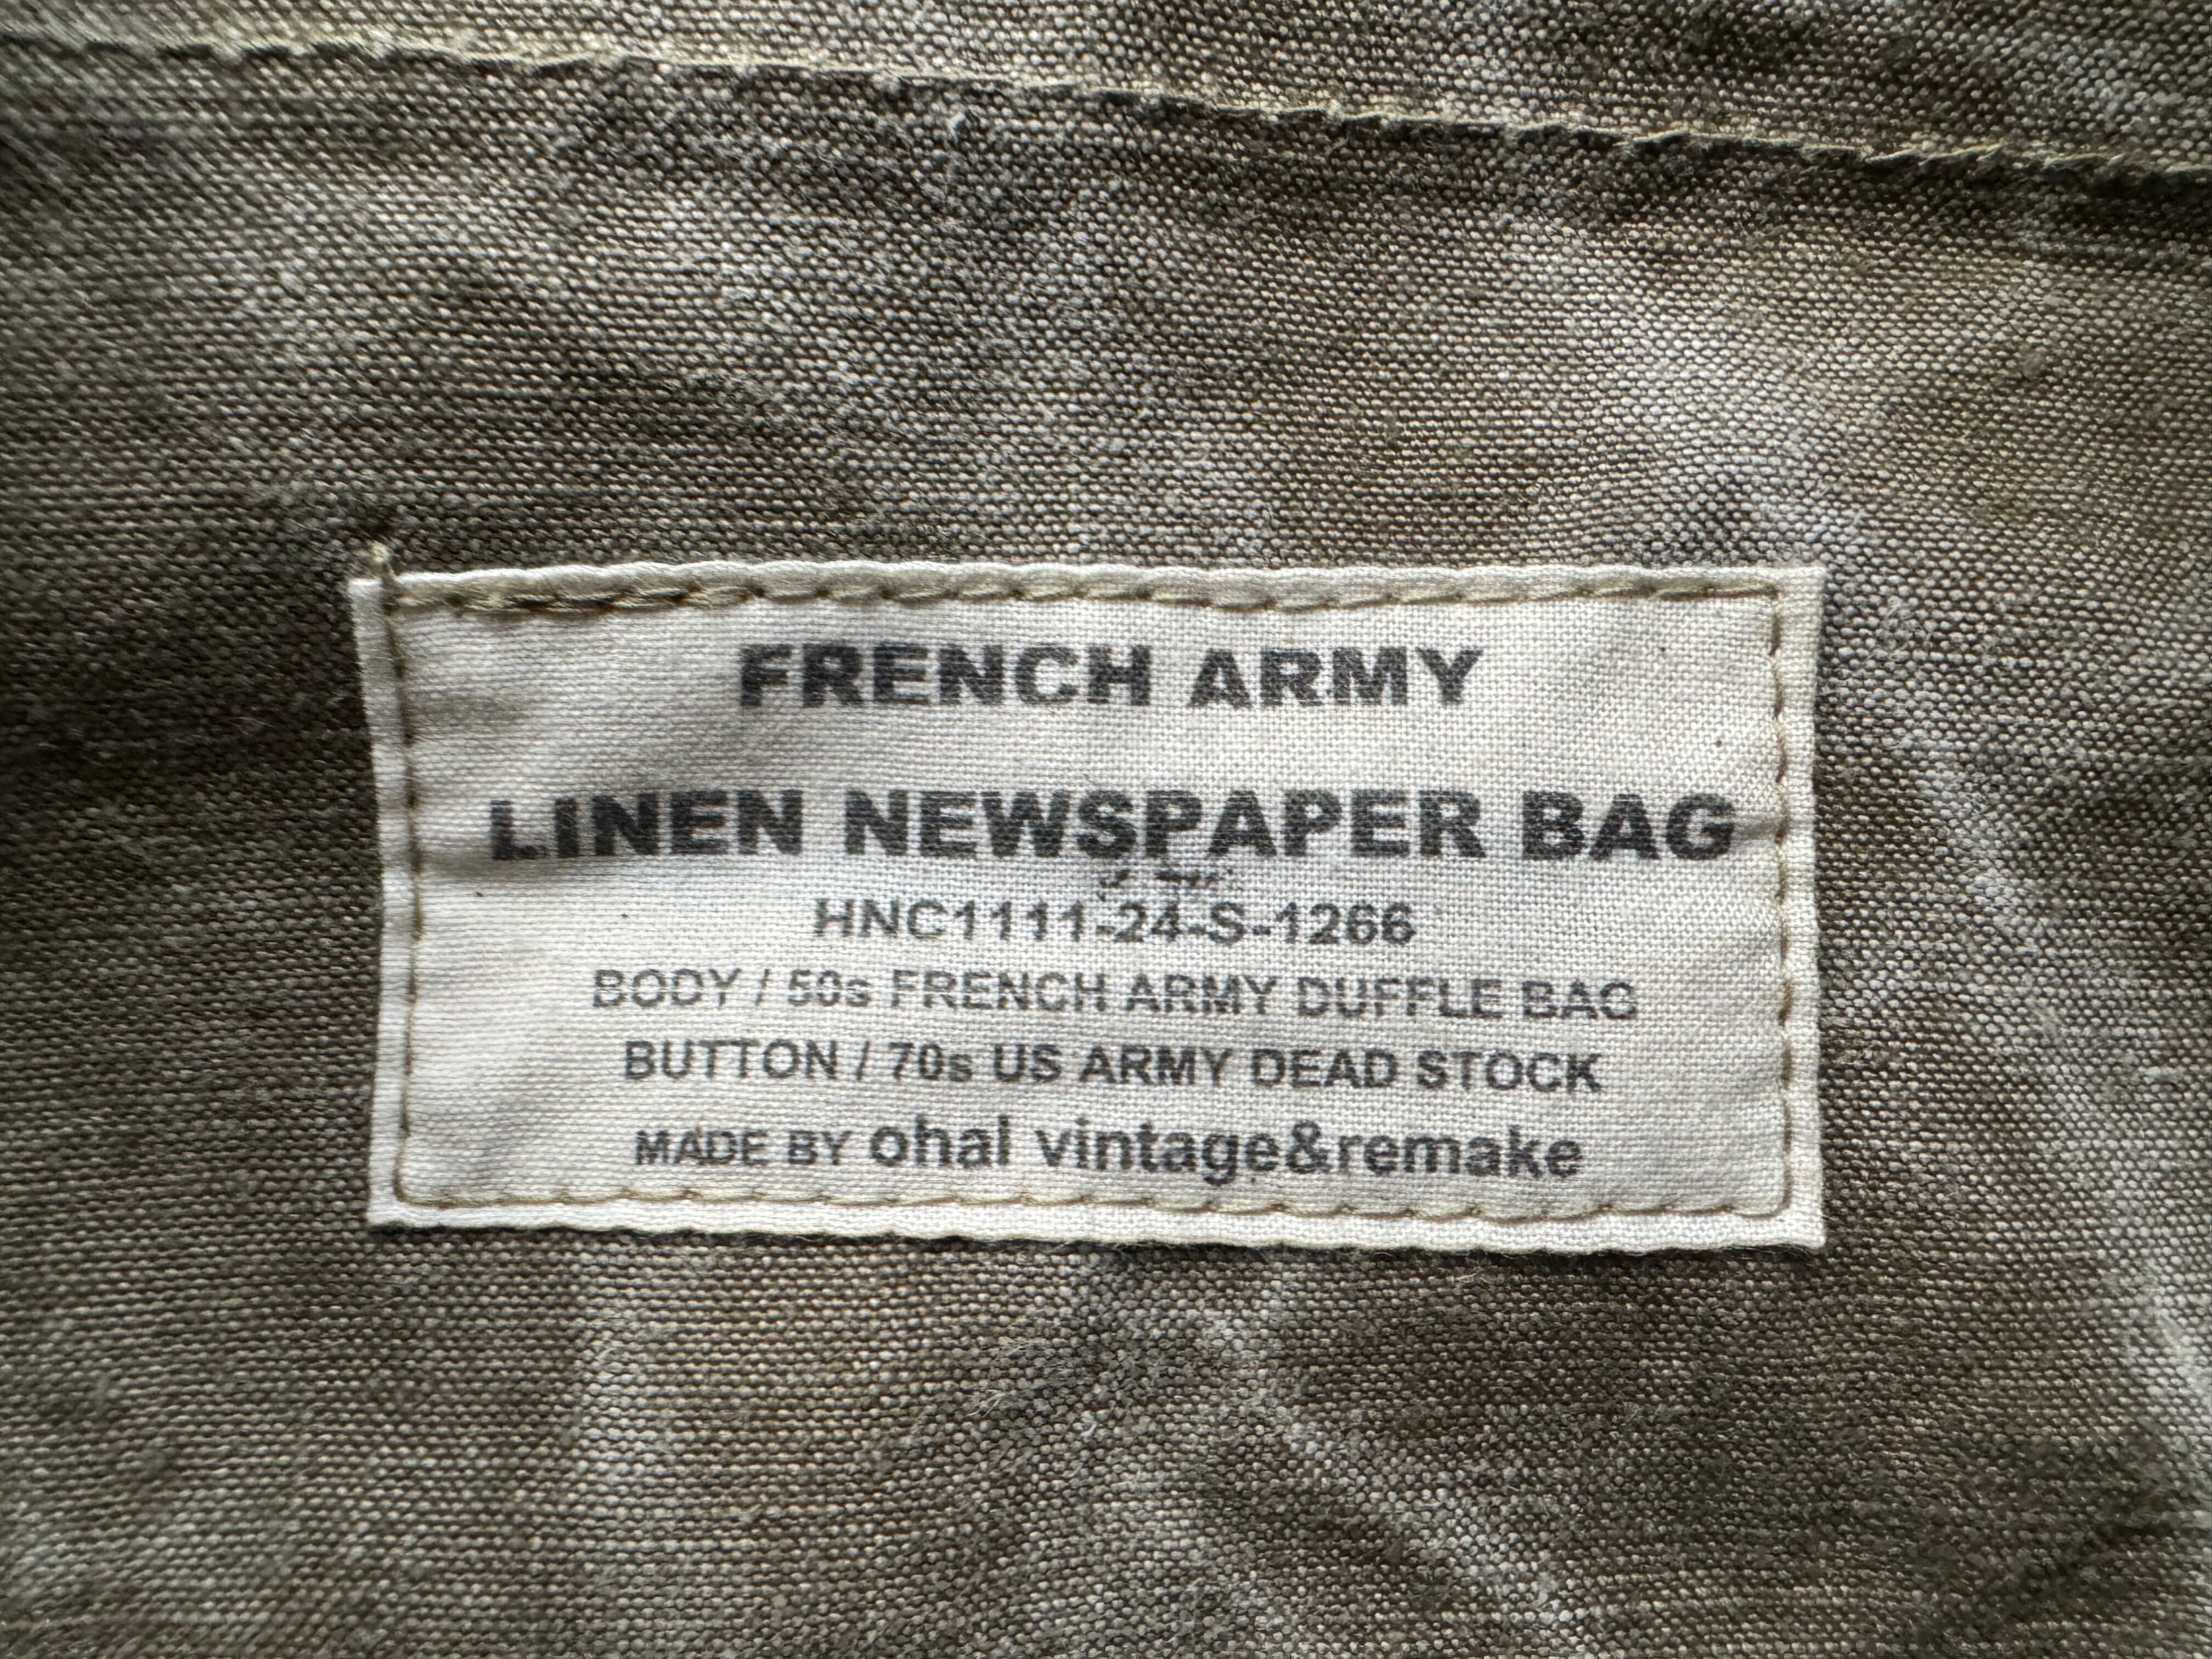 FRENCH ARMY
LINEN NEWSPAPER BAG
HNC1111-24-S-1266
BODY / 50s FRENCH ARMY DUFFLE BAG
BUTTON / 70s US ARMY DEAD STOCK
MADE BY ohal vintage&remake